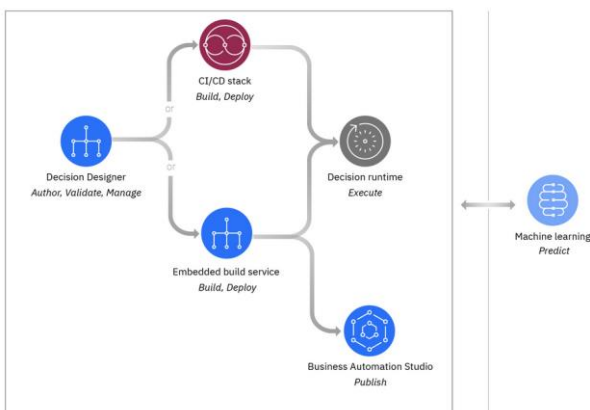 CI/CD stack
Build, Deploy
or
or
Decision Designer
Author, Validate, Manage
Decision runtime
Execute
Embedded build service
Build, Deploy
Business Automation Studio
Publish
Machine learning
Predict